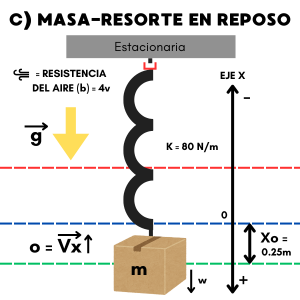 C) MASA-RESORTE EN REPOSO
Estacionaria
= RESISTENCIA
DEL AIRE (b) = 4v
EJE X
−
g
K = 80 N/m
0
o = Vx↑
Xo =
0.25m
m
w
+